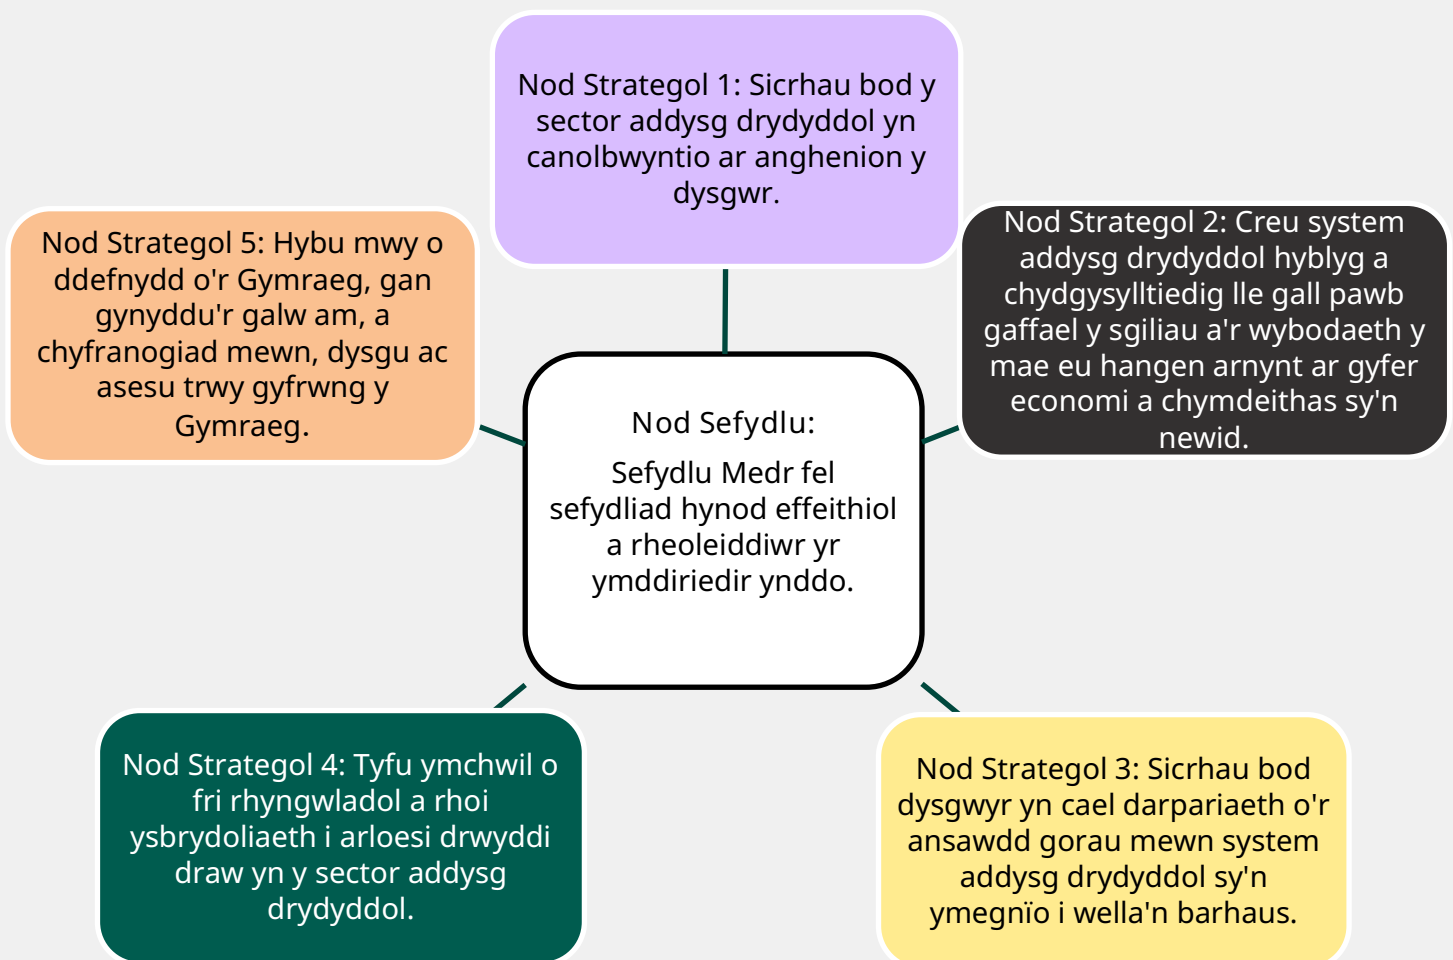 Nod Strategol 1: Sicrhau bod y
sector addysg drydyddol yn
canolbwyntio ar anghenion y
dysgwr.
Nod Strategol 2: Creu system
addysg drydyddol hyblyg a
chydgysylltiedig lle gall pawb
gaffael y sgiliau a'r wybodaeth y
mae eu hangen arnynt ar gyfer
economi a chymdeithas sy'n
newid.
Nod Strategol 5: Hybu mwy o
ddefnydd o'r Gymraeg, gan
gynyddu'r galw am, a
chyfranogiad mewn, dysgu ac
asesu trwy gyfrwng y
Gymraeg.
Nod Sefydlu:
Sefydlu Medr fel
sefydliad hynod effeithiol
a rheoleiddiwr yr
ymddiriedir ynddo.
Nod Strategol 4: Tyfu ymchwil o
fri rhyngwladol a rhoi
ysbrydoliaeth i arloesi drwyddi
draw yn y sector addysg
drydyddol.
Nod Strategol 3: Sicrhau bod
dysgwyr yn cael darpariaeth o'r
ansawdd gorau mewn system
addysg drydyddol sy'n
ymegnïo i wella'n barhaus.